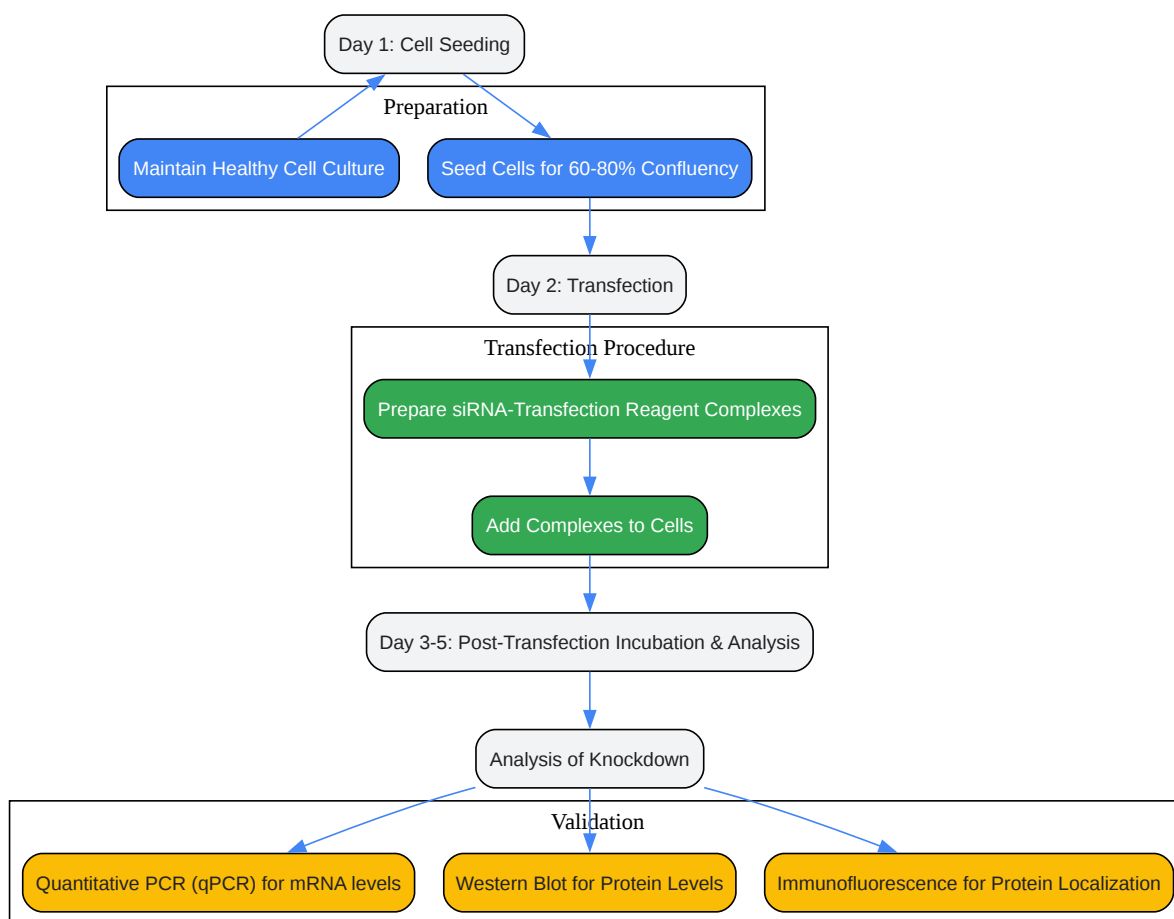 Day 1: Cell Seeding
Preparation
Maintain Healthy Cell Culture
Seed Cells for 60-80% Confluency
Day 2: Transfection
Transfection Procedure
Prepare siRNA-Transfection Reagent Complexes
Add Complexes to Cells
Day 3-5: Post-Transfection Incubation & Analysis
Analysis of Knockdown
Validation
Quantitative PCR (qPCR) for mRNA levels
Western Blot for Protein Levels
Immunofluorescence for Protein Localization